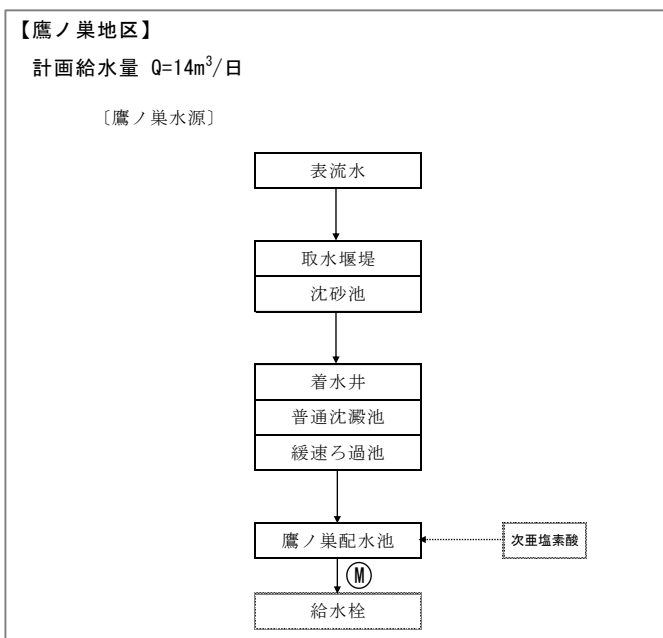 【鷹ノ巣地区】
計画給水量 Q=14m³/日
〔鷹ノ巣水源〕
表流水
取水堰堤
沈砂池
着水井
普通沈澱池
緩速ろ過池
鷹ノ巣配水池
次亜塩素酸
Ⓜ
給水栓